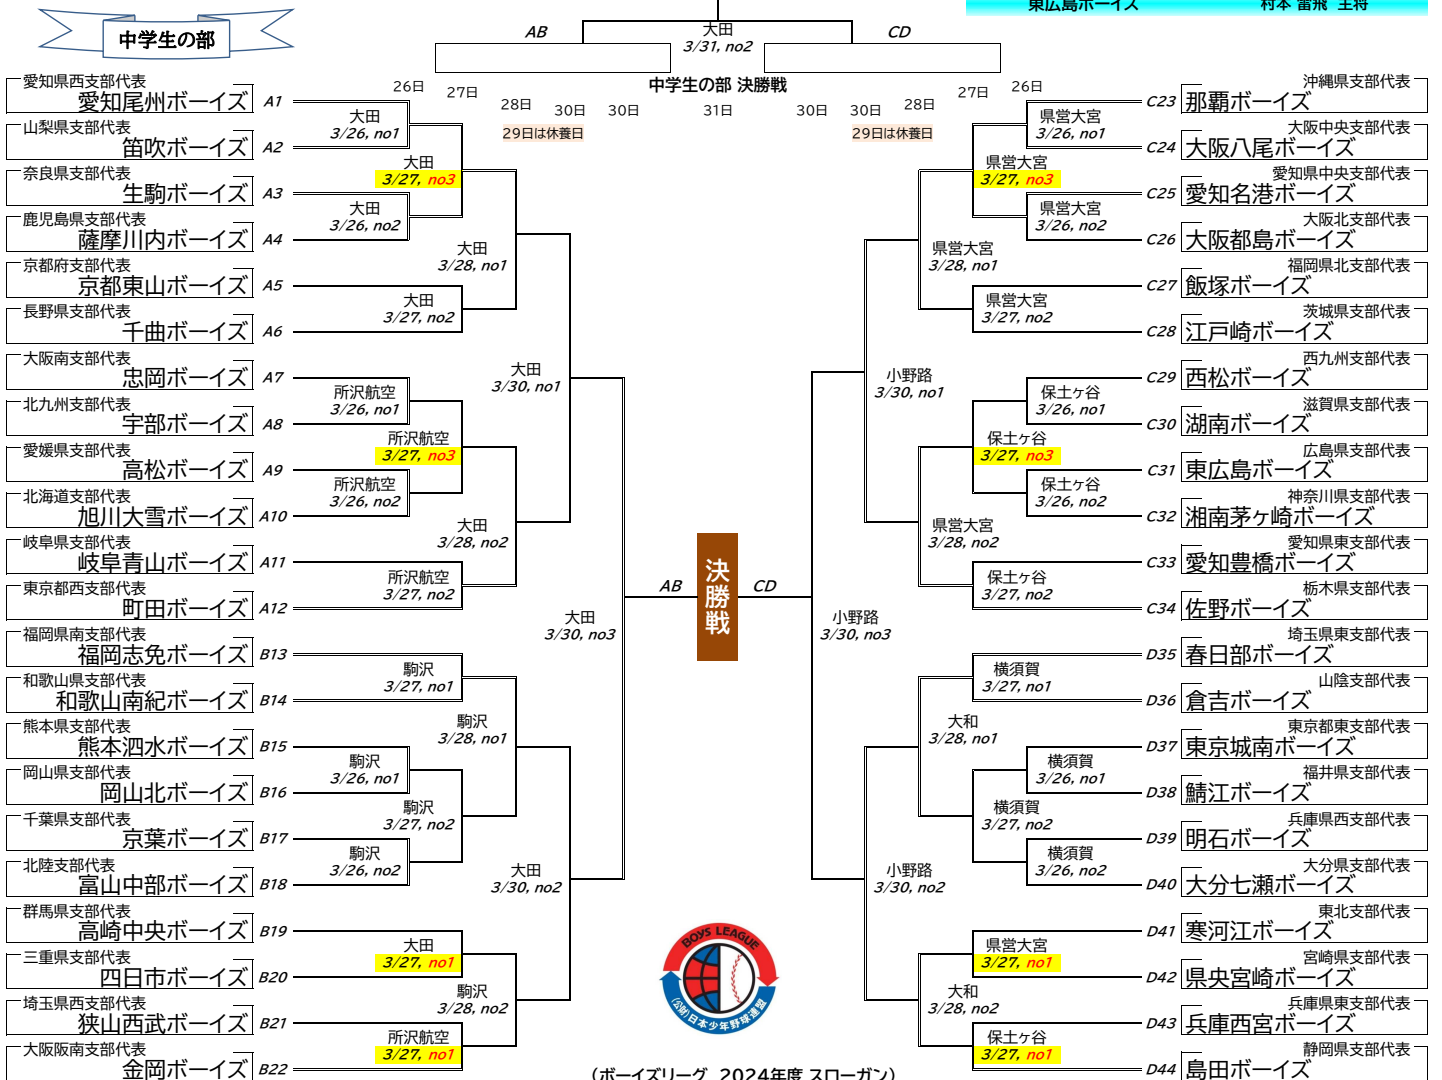 東広島ボーイズ 村本 雷飛 主将
中学生の部
AB 大田 CD
3/31, no2
中学生の部 決勝戦
26日 27日 28日 30日 30日 31日 30日 30日 28日 27日 26日
29日は休養日 29日は休養日
愛知県西支部代表
愛知尾州ボーイズ A1
大田
3/26, no1
山梨県支部代表
笛吹ボーイズ A2
大田
3/27, no3
奈良県支部代表
生駒ボーイズ A3
大田
3/26, no2
鹿児島県支部代表
薩摩川内ボーイズ A4
大田
3/28, no1
京都府支部代表
京都東山ボーイズ A5
大田
3/27, no2
長野県支部代表
千曲ボーイズ A6
大田
3/30, no1
大阪南支部代表
忠岡ボーイズ A7
所沢航空
3/26, no1
北九州支部代表
宇部ボーイズ A8
所沢航空
3/27, no3
愛媛県支部代表
高松ボーイズ A9
所沢航空
3/26, no2
北海道支部代表
旭川大雪ボーイズ A10
大田
3/28, no2
岐阜県支部代表
岐阜青山ボーイズ A11
所沢航空
3/27, no2
東京都西支部代表
町田ボーイズ A12
大田
3/30, no3
福岡県南支部代表
福岡志免ボーイズ B13
駒沢
3/27, no1
和歌山県支部代表
和歌山南紀ボーイズ B14
駒沢
3/28, no1
熊本県支部代表
熊本泗水ボーイズ B15
駒沢
3/26, no1
岡山県支部代表
岡山北ボーイズ B16
駒沢
3/27, no2
千葉県支部代表
京葉ボーイズ B17
駒沢
3/26, no2
北陸支部代表
富山中部ボーイズ B18
大田
3/30, no2
群馬県支部代表
高崎中央ボーイズ B19
大田
3/27, no1
三重県支部代表
四日市ボーイズ B20
駒沢
3/28, no2
埼玉県西支部代表
狭山西武ボーイズ B21
所沢航空
3/27, no1
大阪阪南支部代表
金岡ボーイズ B22
AB 決勝戦 CD
沖縄県支部代表
C23 那覇ボーイズ
県営大宮
3/26, no1
大阪中央支部代表
C24 大阪八尾ボーイズ
県営大宮
3/27, no3
愛知県中央支部代表
C25 愛知名港ボーイズ
県営大宮
3/26, no2
大阪北支部代表
C26 大阪都島ボーイズ
県営大宮
3/28, no1
福岡県北支部代表
C27 飯塚ボーイズ
県営大宮
3/27, no2
茨城県支部代表
C28 江戸崎ボーイズ
小野路
3/30, no1
西九州支部代表
C29 西松ボーイズ
保土ヶ谷
3/26, no1
滋賀県支部代表
C30 湖南ボーイズ
保土ヶ谷
3/27, no3
広島県支部代表
C31 東広島ボーイズ
保土ヶ谷
3/26, no2
神奈川県支部代表
C32 湘南茅ヶ崎ボーイズ
県営大宮
3/28, no2
愛知県東支部代表
C33 愛知豊橋ボーイズ
保土ヶ谷
3/27, no2
栃木県支部代表
C34 佐野ボーイズ
小野路
3/30, no3
埼玉県東支部代表
D35 春日部ボーイズ
横須賀
3/27, no1
山陰支部代表
D36 倉吉ボーイズ
大和
3/28, no1
東京都東支部代表
D37 東京城南ボーイズ
横須賀
3/26, no1
福井県支部代表
D38 鯖江ボーイズ
横須賀
3/27, no2
兵庫県西支部代表
D39 明石ボーイズ
横須賀
3/26, no2
大分県支部代表
D40 大分七瀬ボーイズ
小野路
3/30, no2
東北支部代表
D41 寒河江ボーイズ
県営大宮
3/27, no1
宮崎県支部代表
D42 県央宮崎ボーイズ
大和
3/28, no2
兵庫県東支部代表
D43 兵庫西宮ボーイズ
保土ヶ谷
3/27, no1
静岡県支部代表
D44 島田ボーイズ
BOYS LEAGUE
(公財)日本少年野球連盟
(ボーイズリーグ 2024年度 スローガン)